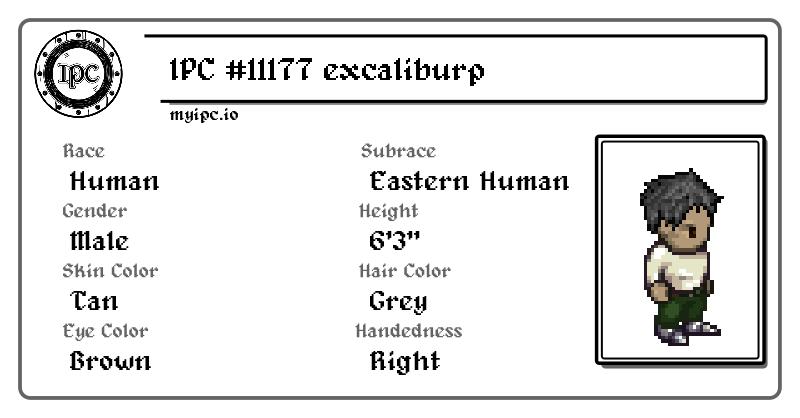 IPC
IPC #11177 excaliburp
myipc.io
Race
Human
Subrace
Eastern Human
Gender
Male
Height
6'3"
Skin Color
Tan
Hair Color
Grey
Eye Color
Brown
Handedness
Right